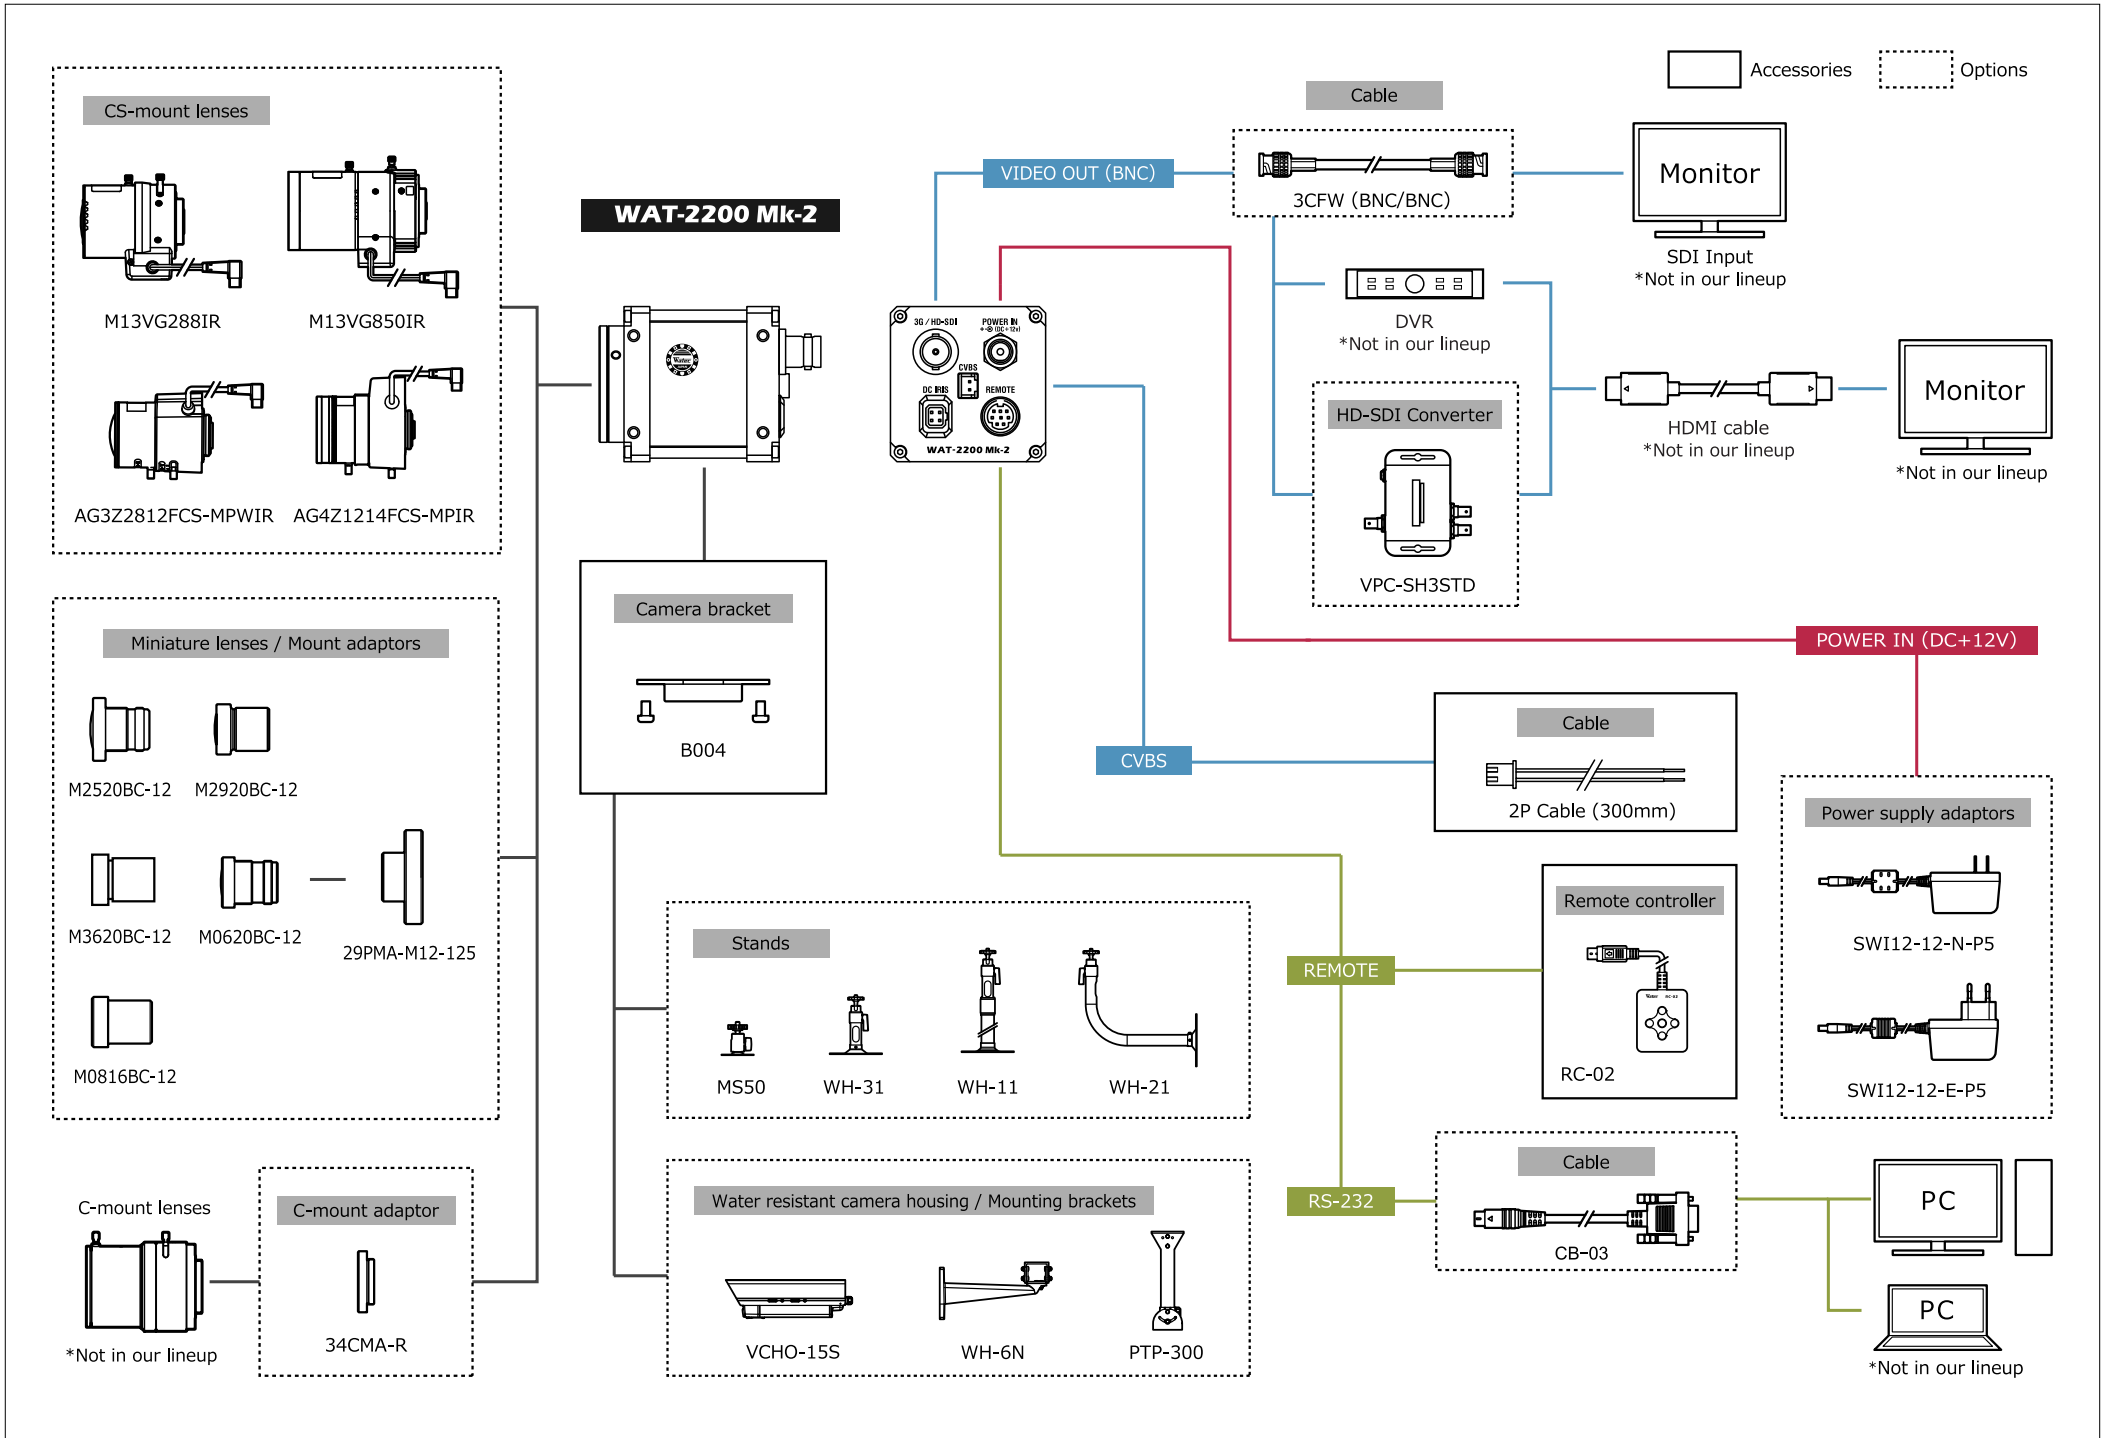 Accessories
Options
CS-mount lenses
M13VG288IR
M13VG850IR
AG3Z2812FCS-MPWIR
AG4Z1214FCS-MPIR
Miniature lenses / Mount adaptors
M2520BC-12
M2920BC-12
M3620BC-12
M0620BC-12
29PMA-M12-125
M0816BC-12
C-mount lenses
*Not in our lineup
C-mount adaptor
34CMA-R
WAT-2200 Mk-2
Watec
Camera bracket
B004
Stands
MS50
WH-31
WH-11
WH-21
Water resistant camera housing / Mounting brackets
VCHO-15S
WH-6N
PTP-300
3G / HD-SDI
POWER IN
(DC+12V)
CVBS
DC IRIS
REMOTE
WAT-2200 Mk-2
VIDEO OUT (BNC)
Cable
3CFW (BNC/BNC)
Monitor
SDI Input
*Not in our lineup
DVR
*Not in our lineup
HD-SDI Converter
VPC-SH3STD
HDMI cable
*Not in our lineup
Monitor
*Not in our lineup
POWER IN (DC+12V)
Power supply adaptors
SWI12-12-N-P5
SWI12-12-E-P5
CVBS
Cable
2P Cable (300mm)
REMOTE
Remote controller
Watec RC-02
RC-02
RS-232
Cable
CB-03
PC
PC
*Not in our lineup